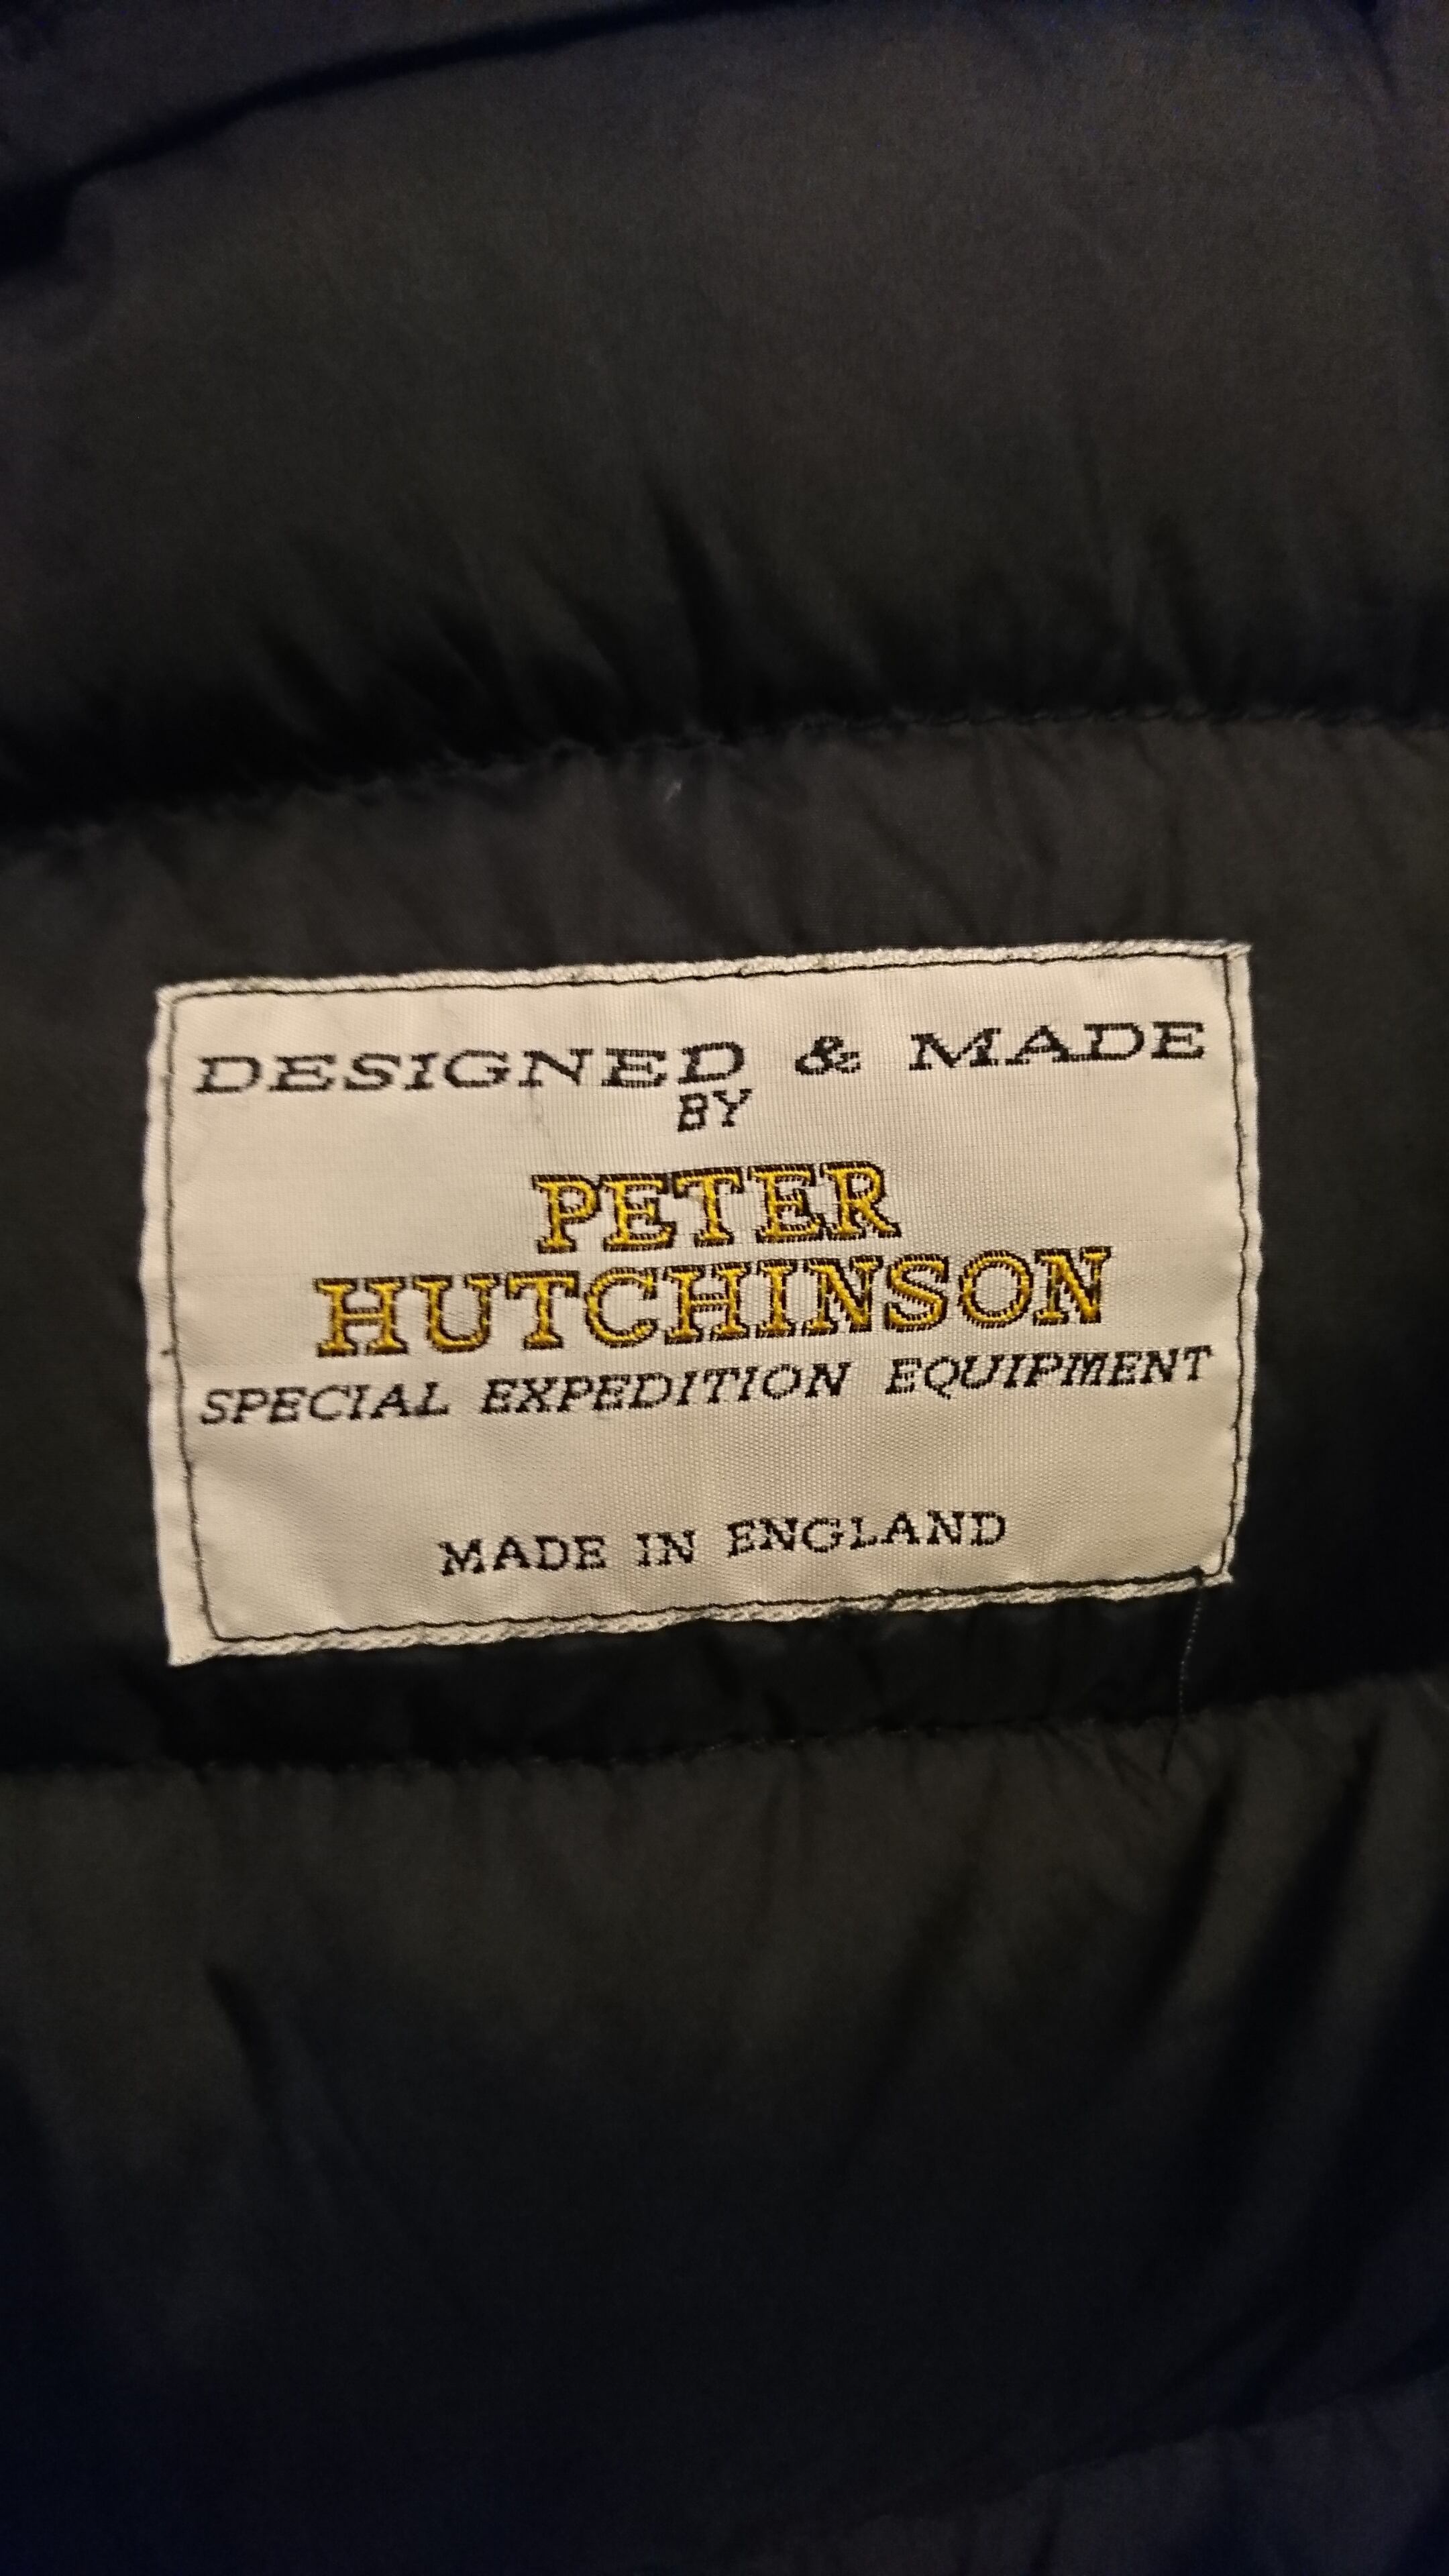 DESIGNED & MADE
BY
PETER
HUTCHINSON
SPECIAL EXPEDITION EQUIPMENT
MADE IN ENGLAND